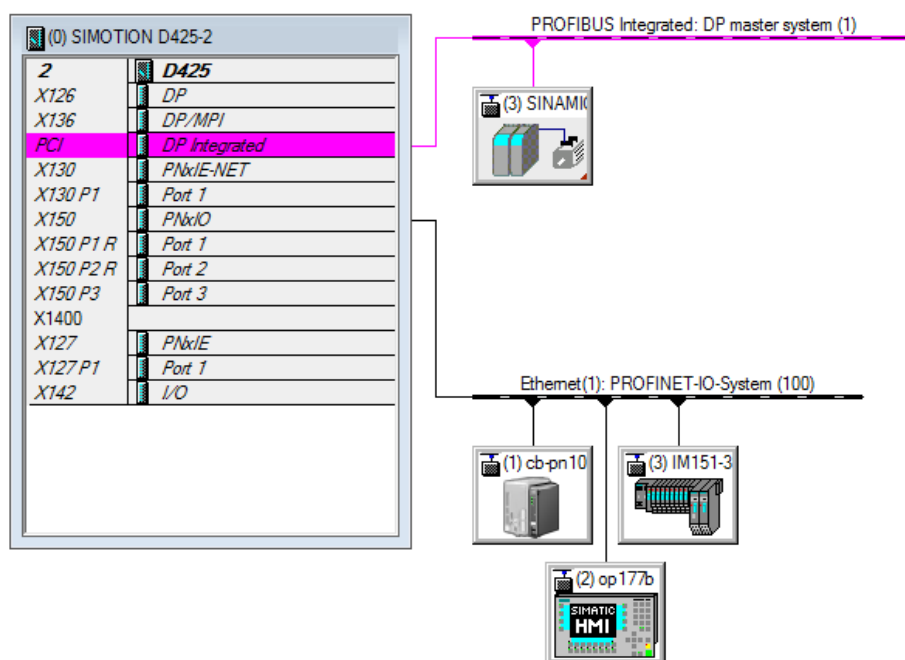 (0) SIMOTION D425-2
2 D425
X126 DP
X136 DP/MPI
PCI DP Integrated
X130 PNxIE-NET
X130 P1 Port 1
X150 PNxIO
X150 P1 R Port 1
X150 P2 R Port 2
X150 P3 Port 3
X1400
X127 PNxIE
X127 P1 Port 1
X142 I/O
PROFIBUS Integrated: DP master system (1)
(3) SINAMIC
Ethernet(1): PROFINET-IO-System (100)
(1) cb-pn10
(3) IM151-3
(2) op177b
SIMATIC
HMI